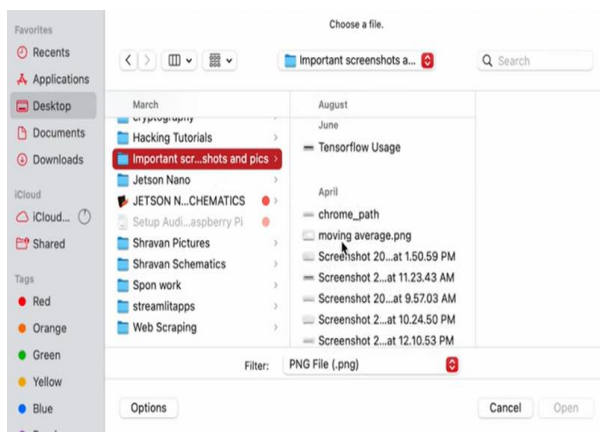 Choose a file.
Favorites
Recents
Applications
Desktop
Documents
Downloads
iCloud
iCloud...
Shared
Tags
Red
Orange
Green
Yellow
Blue
Important screenshots a...
Search
March
cryptography
Hacking Tutorials
Important scr...shots and pics
Jetson Nano
JETSON N...CHEMATICS
Setup Audi...aspberry Pi
Shravan Pictures
Shravan Schematics
Spon work
streamlitapps
Web Scraping
August
June
Tensorflow Usage
April
chrome_path
moving average.png
Screenshot 20...at 1.50.59 PM
Screenshot 2...at 11.23.43 AM
Screenshot 20...at 9.57.03 AM
Screenshot 2...at 10.24.50 PM
Screenshot 2...at 12.10.53 PM
Filter: PNG File (.png)
Options
Cancel Open